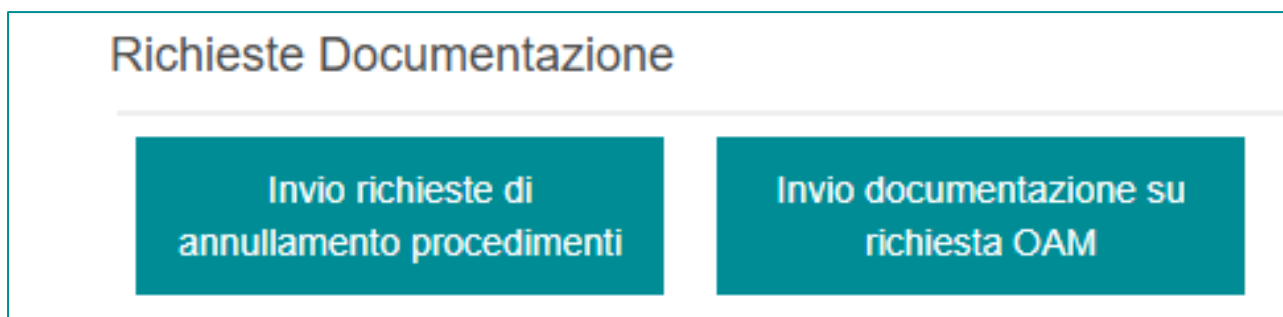 Richieste Documentazione
Invio richieste di
annullamento procedimenti
Invio documentazione su
richiesta OAM